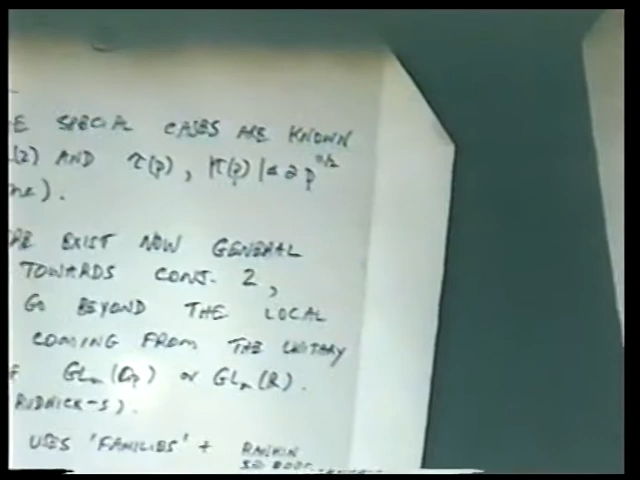 E SPECIAL CASES ARE KNOWN
(2) AND τ(p), |τ(p)| ≤ 2 p^11/2
ne).
RE EXIST NOW GENERAL
TOWARDS CONJ. 2,
GO BEYOND THE LOCAL
COMING FROM THE UNITARY
F GLn(Qp) or GLn(R).
RUDNICK-S).
USES 'FAMILIES' + RANKIN